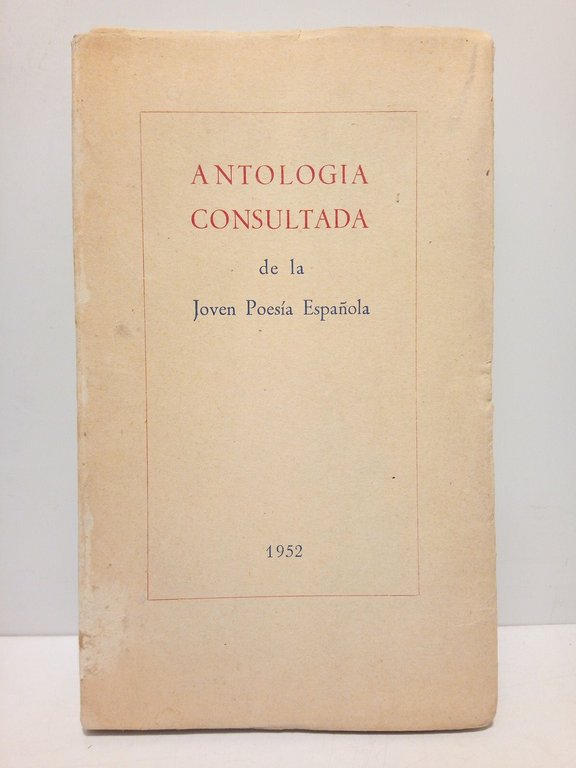 ANTOLOGIA
CONSULTADA
de la
Joven Poesía Española
1952